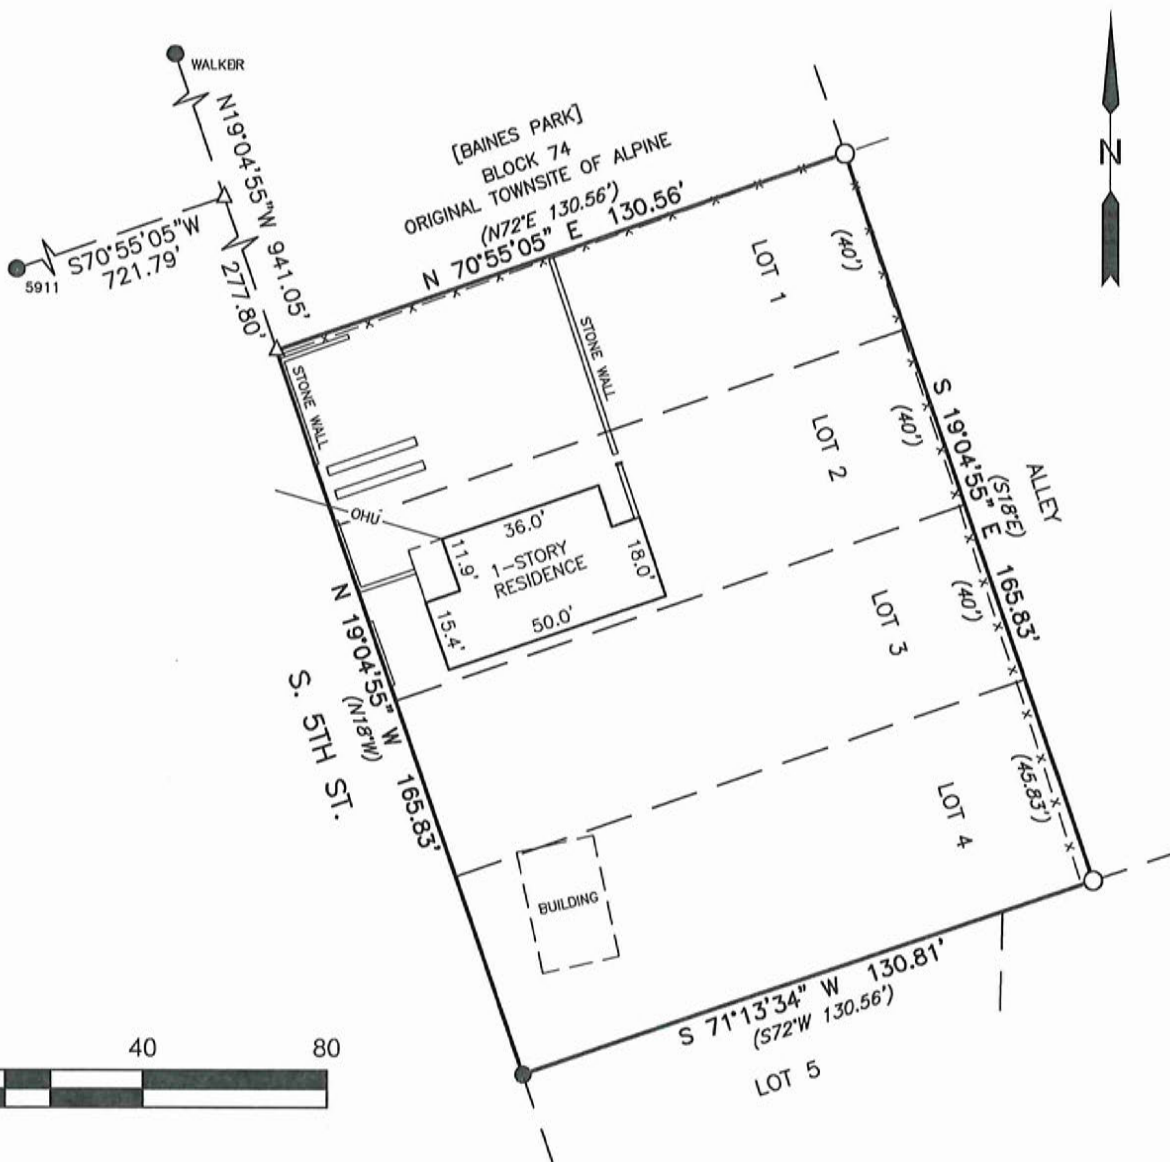 WALKER
N19°04'55"W 941.05'
N
[BAINES PARK]
BLOCK 74
ORIGINAL TOWNSITE OF ALPINE
(N72°E 130.56')
N 70°55'05" E 130.56'
S70°55'05"W
721.79'
5911
277.80'
LOT 1
(40')
STONE WALL
STONE WALL
LOT 2
(40')
S 19°04'55" E 165.83'
(S18°E)
ALLEY
OHU
36.0'
11.9'
1-STORY
RESIDENCE
18.0'
15.4'
50.0'
LOT 3
(40')
N 19°04'55" W 165.83'
(N18°W)
S. 5TH ST.
LOT 4
(45.83')
BUILDING
S 71°13'34" W 130.81'
(S72°W 130.56')
LOT 5
40 80